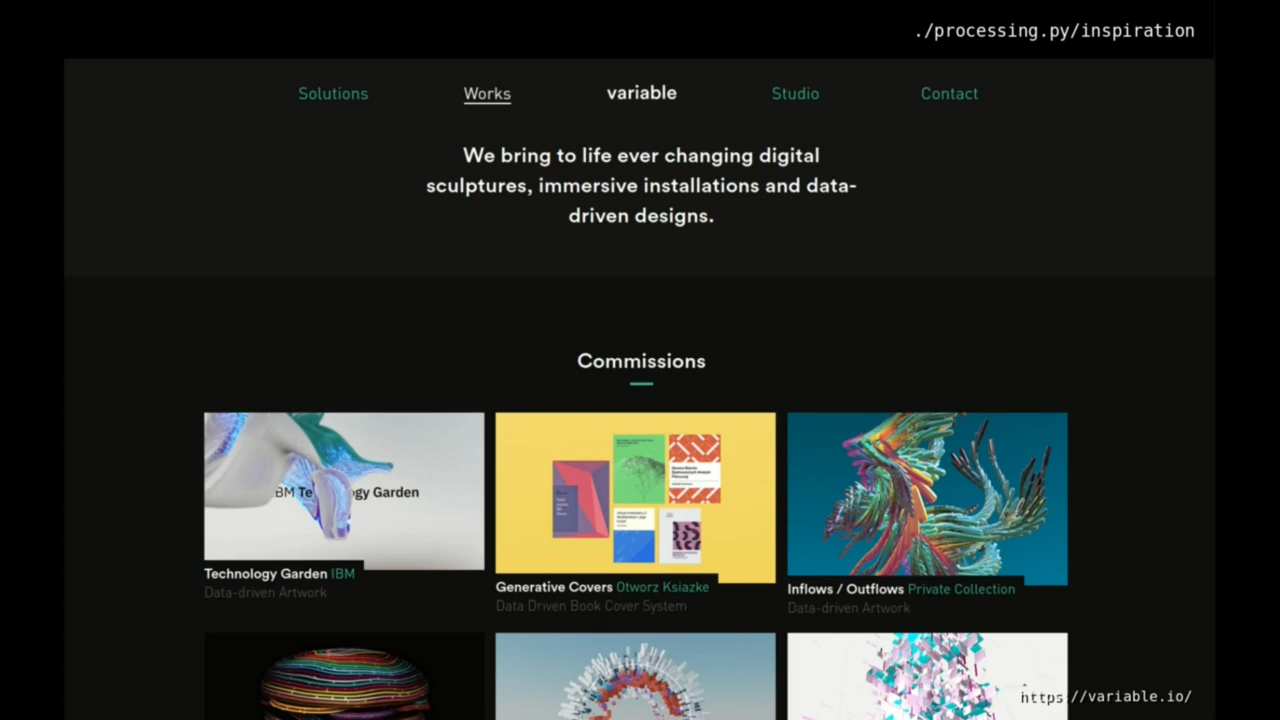 ./processing.py/inspiration
Solutions
Works
variable
Studio
Contact
We bring to life ever changing digital
sculptures, immersive installations and data-
driven designs.
Commissions
Technology Garden IBM
Data-driven Artwork
Generative Covers Otworz Ksiazke
Data Driven Book Cover System
Inflows / Outflows Private Collection
Data-driven Artwork
https://variable.io/